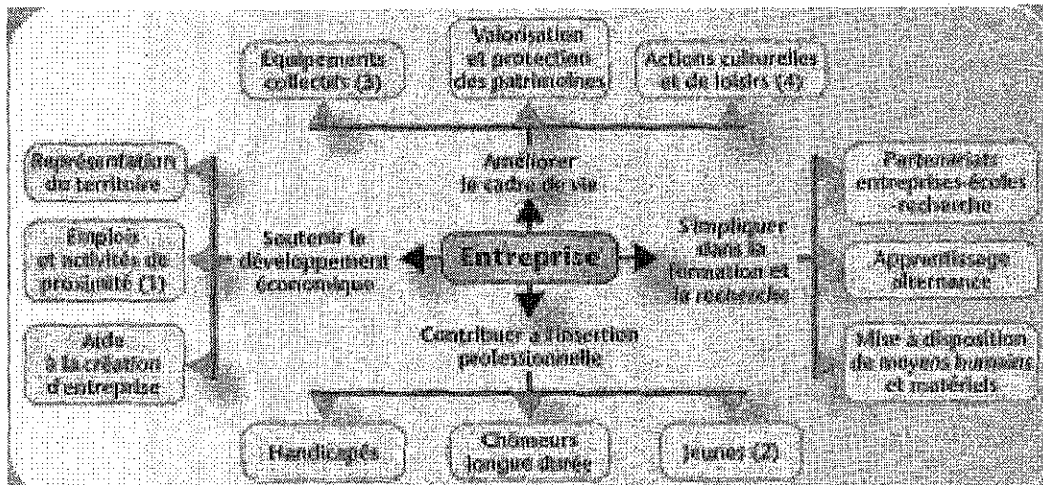 Équipements
collectifs (3)
Valorisation
et protection
des patrimoines
Actions culturelles
et de loisirs (4)
Améliorer
le cadre de vie
Représentation
du territoire
Emplois
et activités de
proximité (1)
Aide
à la création
d'entreprise
Soutenir le
développement
économique
Entreprise
S'impliquer
dans la
formation et
la recherche
Partenariats
entreprises-écoles
-recherche
Apprentissage
alternance
Mise à disposition
de moyens humains
et matériels
Contribuer à l'insertion
professionnelle
Handicapés
Chômeurs
longue durée
Jeunes (2)